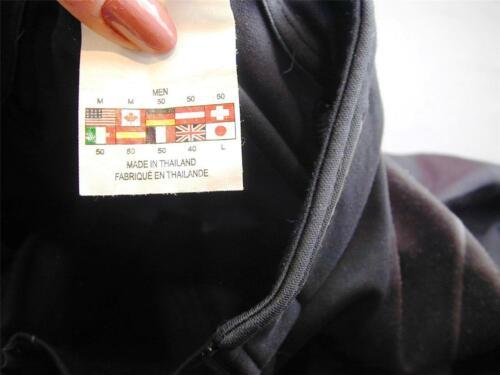 MEN
M M 50 50 50
50 50 50 40 L
MADE IN THAILAND
FABRIQUÉ EN THAILANDE